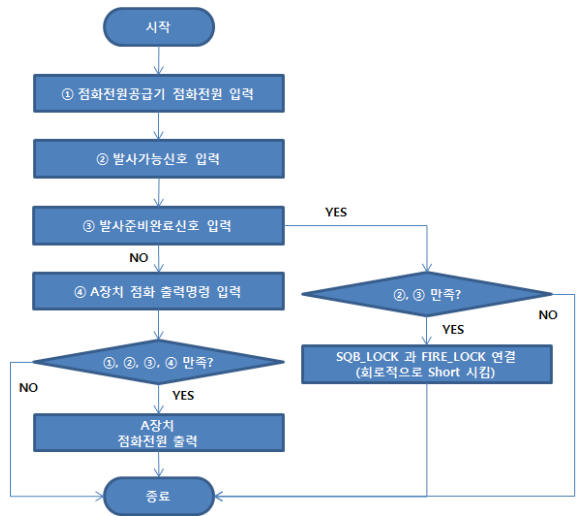 시작
① 점화전원공급기 점화전원 입력
② 발사가능신호 입력
③ 발사준비완료신호 입력
YES
NO
④ A장치 점화 출력명령 입력
②, ③ 만족?
NO
YES
①, ②, ③, ④ 만족?
SQB_LOCK 과 FIRE_LOCK 연결
(회로적으로 Short 시킴)
NO
YES
A장치
점화전원 출력
종료